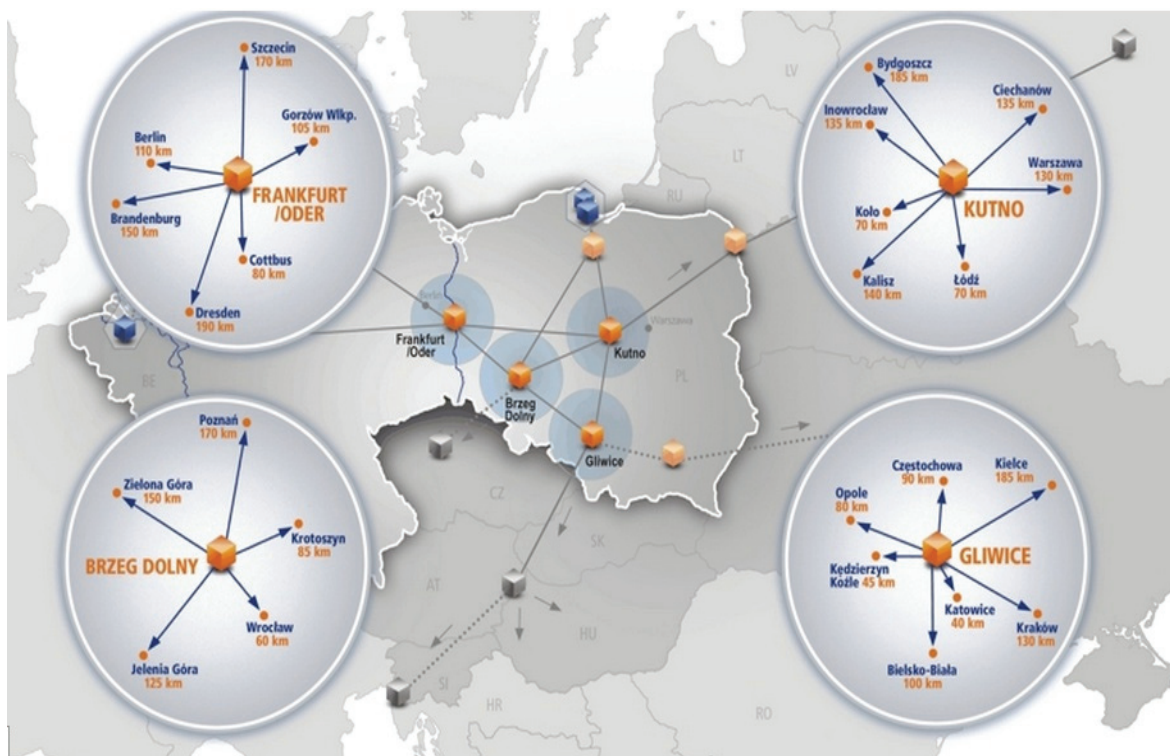 Szczecin
170 km
Gorzów Wlkp.
105 km
Berlin
110 km
FRANKFURT
/ODER
Brandenburg
150 km
Cottbus
80 km
Dresden
190 km
Bydgoszcz
185 km
Ciechanów
135 km
Inowrocław
135 km
Warszawa
130 km
Koło
70 km
KUTNO
Kalisz
140 km
Łódź
70 km
SE
LV
LT
RU
Berlin
Frankfurt
/Oder
Warszawa
Kutno
BE
PL
Brzeg
Dolny
Gliwice
CZ
SK
AT
HU
SI
HR
RO
Poznań
170 km
Zielona Góra
150 km
Krotoszyn
85 km
BRZEG DOLNY
Wrocław
60 km
Jelenia Góra
125 km
Częstochowa
90 km
Kielce
185 km
Opole
80 km
GLIWICE
Kędzierzyn
Koźle 45 km
Katowice
40 km
Kraków
130 km
Bielsko-Biała
100 km